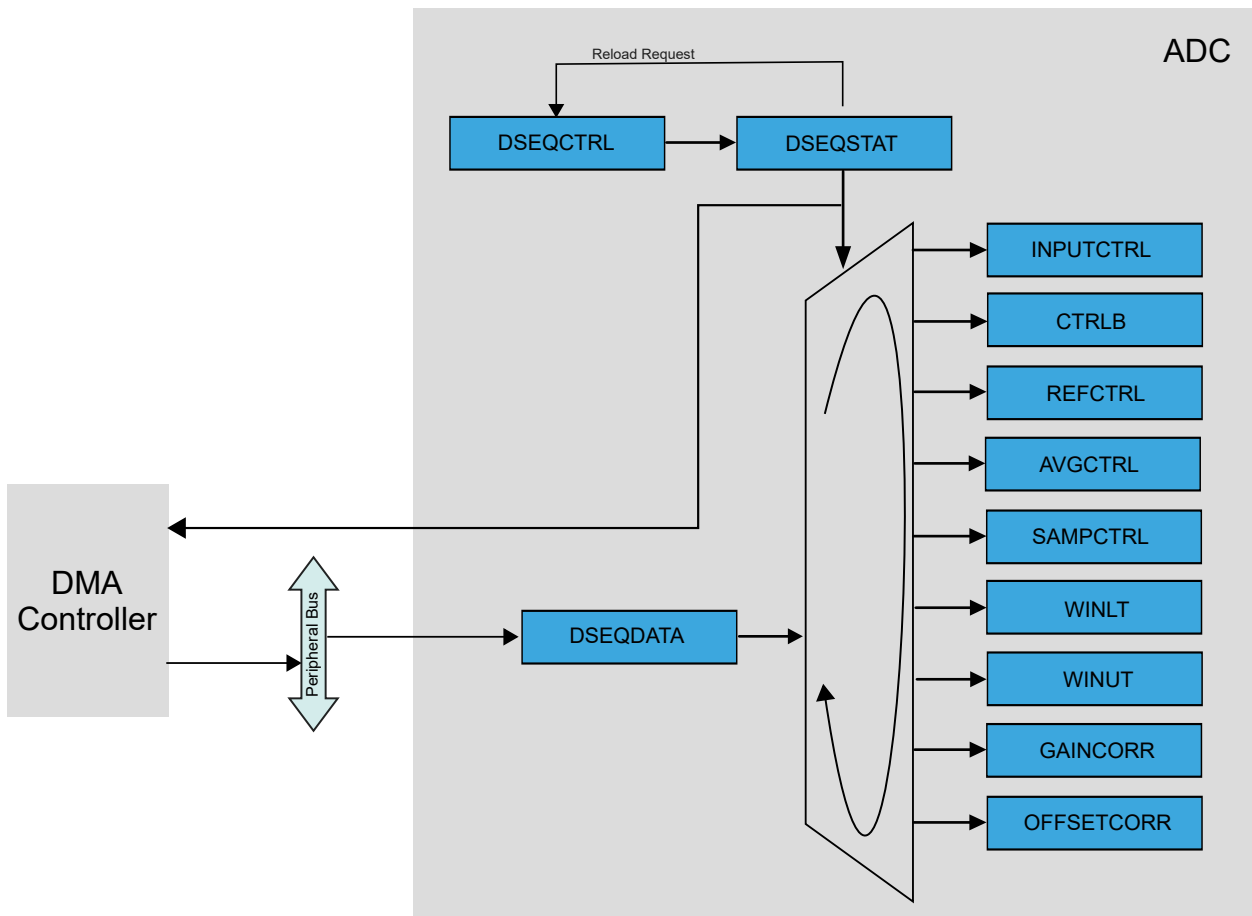 ADC
Reload Request
DSEQCTRL
DSEQSTAT
INPUTCTRL
CTRLB
REFCTRL
AVGCTRL
SAMPCTRL
WINLT
WINUT
GAINCORR
OFFSETCORR
DMA
Controller
Peripheral Bus
DSEQDATA